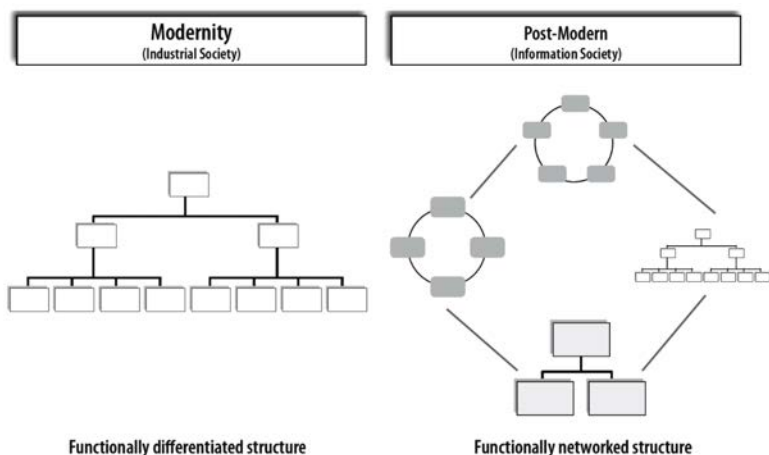 Modernity
(Industrial Society)
Post-Modern
(Information Society)
Functionally differentiated structure
Functionally networked structure